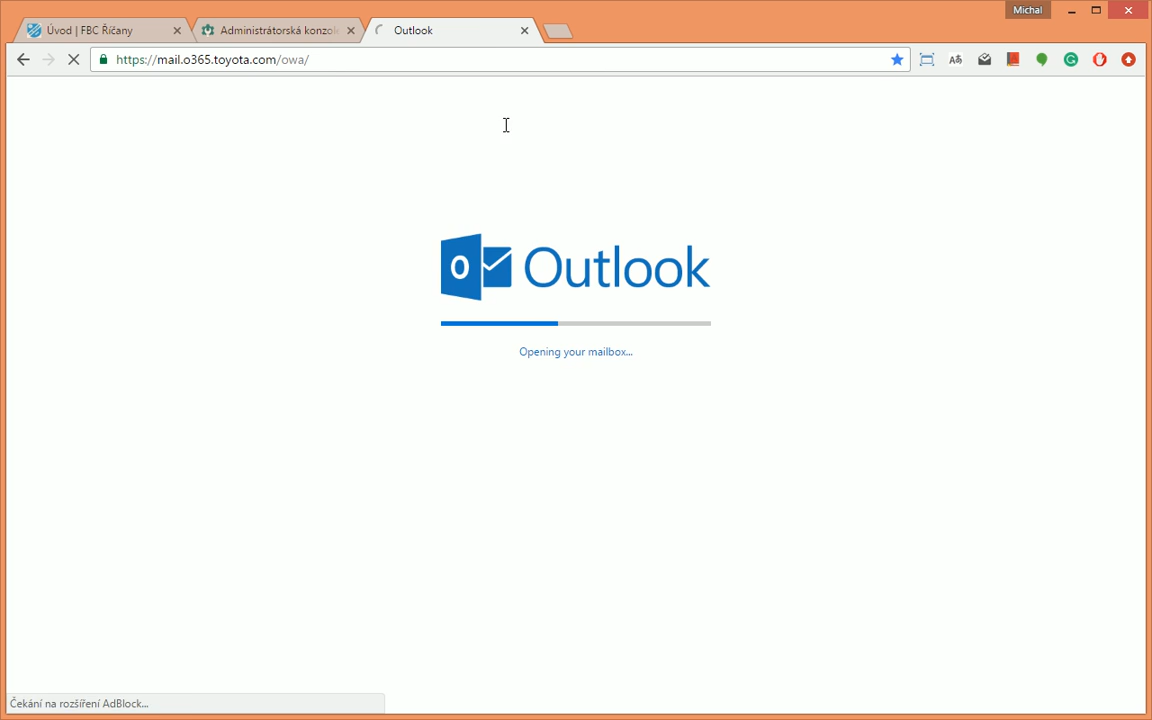 Michal
Úvod | FBC Říčany
Administrátorská konzol
Outlook
https://mail.o365.toyota.com/owa/
Outlook
Opening your mailbox...
Čekání na rozšíření AdBlock...